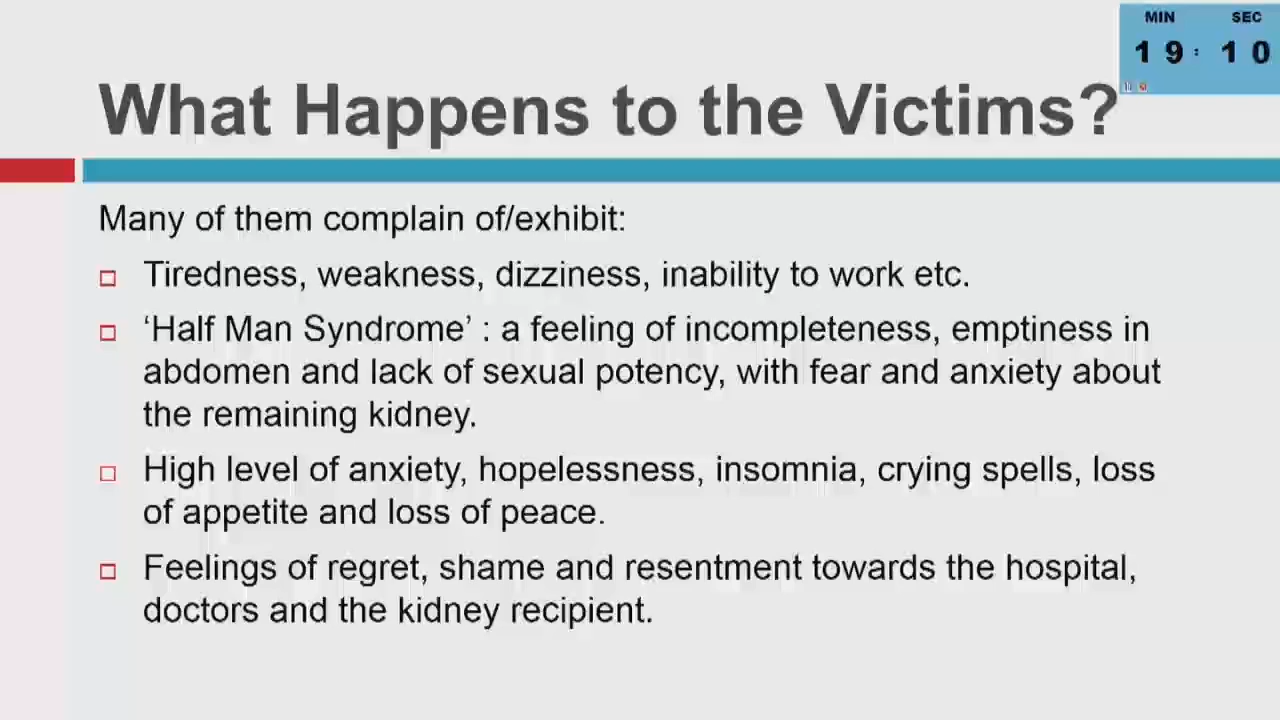 MIN SEC
19:10
What Happens to the Victims?
Many of them complain of/exhibit:
Tiredness, weakness, dizziness, inability to work etc.
‘Half Man Syndrome’ : a feeling of incompleteness, emptiness in
abdomen and lack of sexual potency, with fear and anxiety about
the remaining kidney.
High level of anxiety, hopelessness, insomnia, crying spells, loss
of appetite and loss of peace.
Feelings of regret, shame and resentment towards the hospital,
doctors and the kidney recipient.